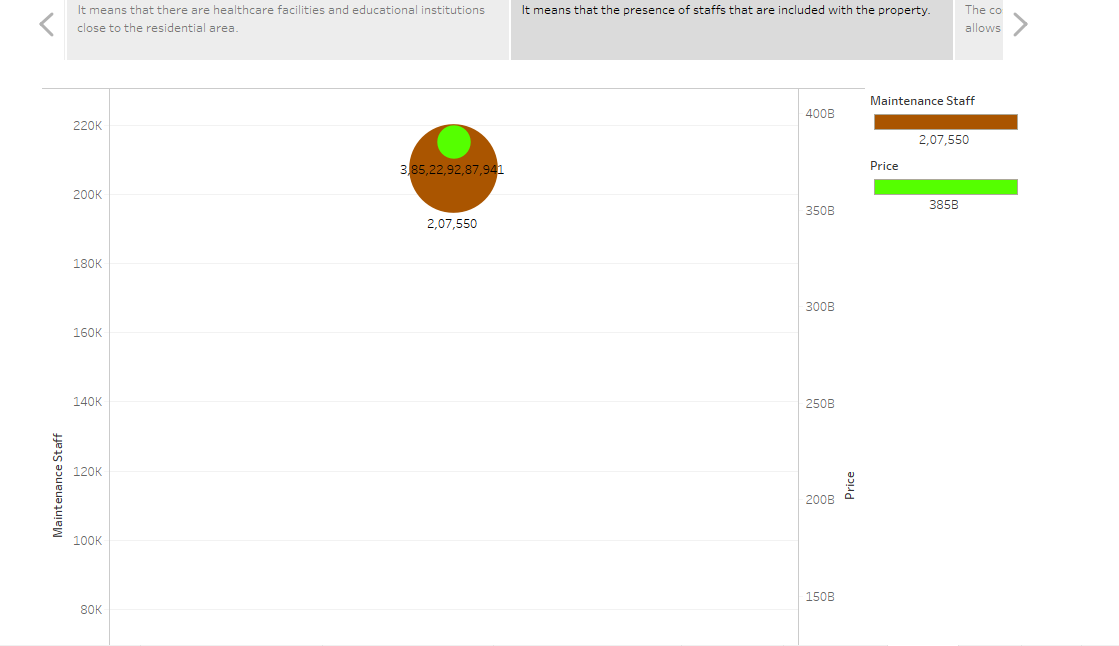 It means that there are healthcare facilities and educational institutions
close to the residential area.
It means that the presence of staffs that are included with the property.
The co
allows
220K
200K
180K
160K
140K
120K
100K
80K
Maintenance Staff
3,85,22,92,87,941
2,07,550
400B
350B
300B
250B
200B
150B
Price
Maintenance Staff
2,07,550
Price
385B